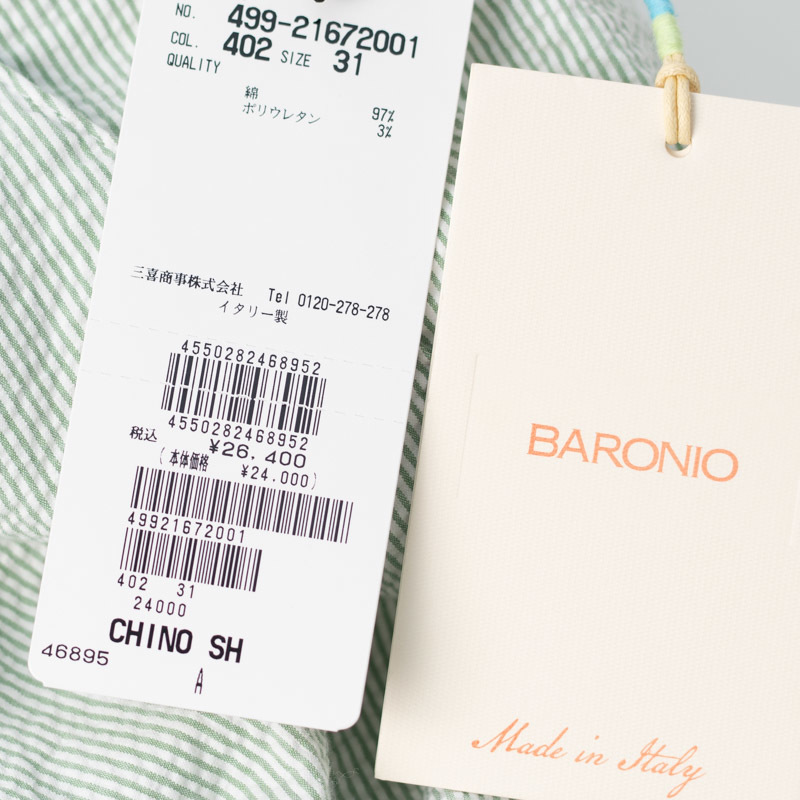 NO. 499-21672001
COL. 402 SIZE 31
QUALITY
綿 97%
ポリウレタン 3%
三喜商事株式会社 Tel 0120-278-278
イタリー製
4550282468952
4550282468952
税込 ¥26,400
(本体価格 ¥24.000)
49921672001
402 31
24000
CHINO SH
46895
A
BARONIO
Made in Italy